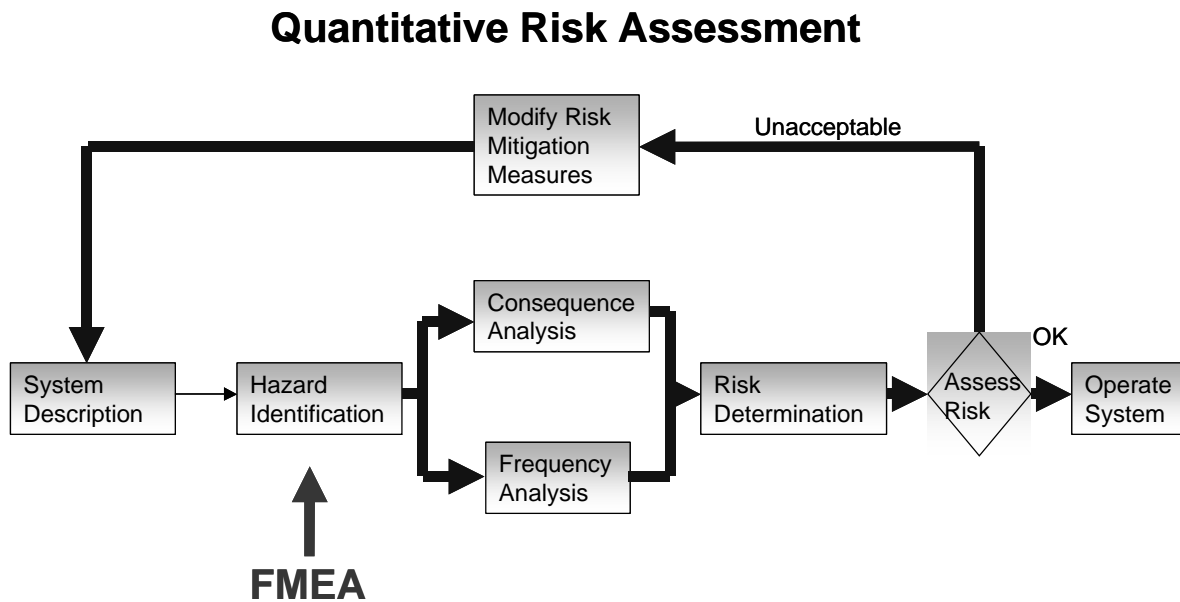 Quantitative Risk Assessment
Modify Risk
Mitigation
Measures
Unacceptable
Consequence
Analysis
OK
System
Description
Hazard
Identification
Risk
Determination
Assess
Risk
Operate
System
Frequency
Analysis
FMEA